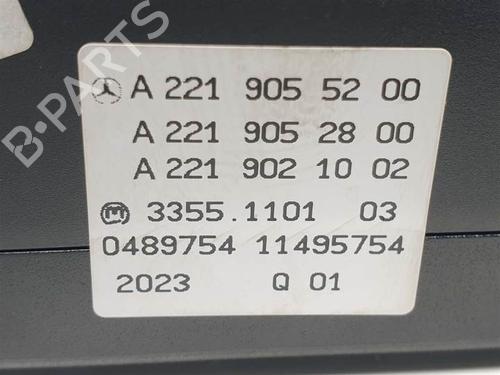 B-PARTS
A 221 905 52 00
A 221 905 28 00
A 221 902 10 02
M 3355.1101 03
0489754 11495754
2023 Q 01